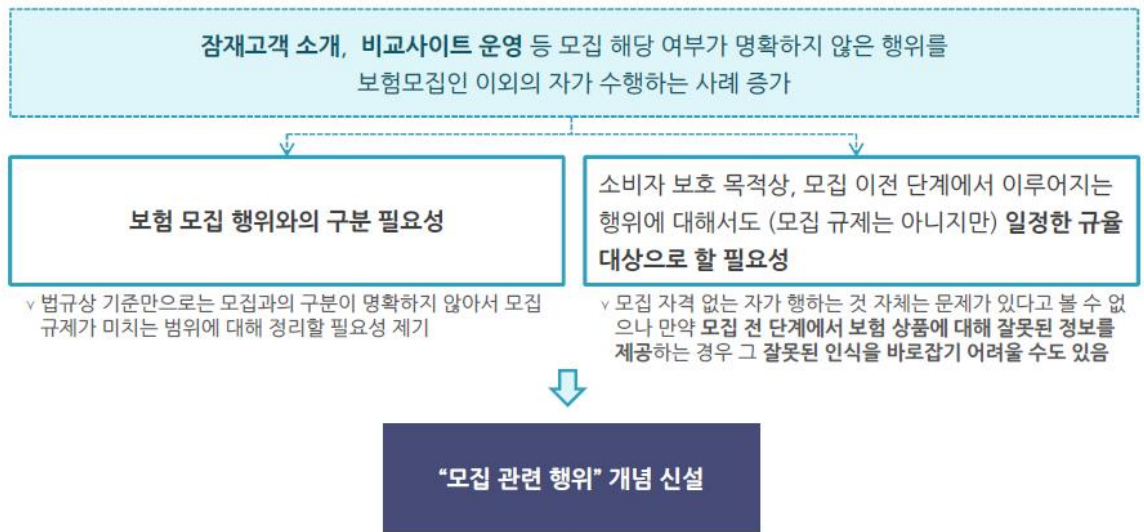 잠재고객 소개, 비교사이트 운영 등 모집 해당 여부가 명확하지 않은 행위를
보험모집인 이외의 자가 수행하는 사례 증가
보험 모집 행위와의 구분 필요성
∨ 법규상 기준만으로는 모집과의 구분이 명확하지 않아서 모집
규제가 미치는 범위에 대해 정리할 필요성 제기
소비자 보호 목적상, 모집 이전 단계에서 이루어지는
행위에 대해서도 (모집 규제는 아니지만) 일정한 규율
대상으로 할 필요성
∨ 모집 자격 없는 자가 행하는 것 자체는 문제가 있다고 볼 수 없
으나 만약 모집 전 단계에서 보험 상품에 대해 잘못된 정보를
제공하는 경우 그 잘못된 인식을 바로잡기 어려울 수도 있음
“모집 관련 행위” 개념 신설